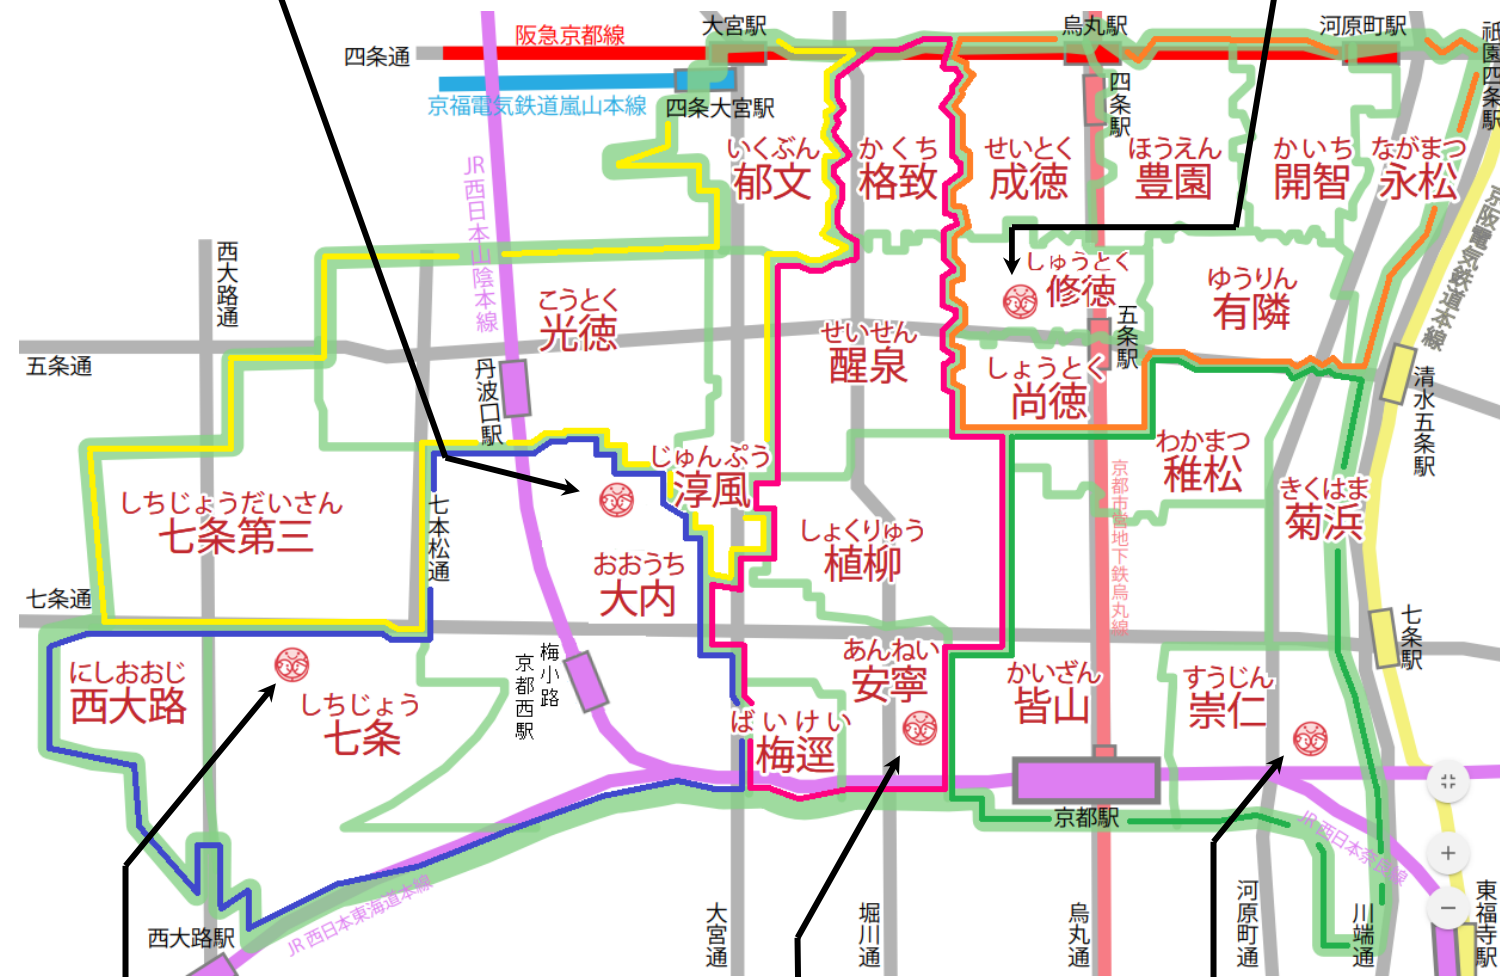 大宮駅
烏丸駅
河原町駅
祇園四条駅
阪急京都線
四条通
京福電気鉄道嵐山本線
四条大宮駅
四条駅
いくぶん
郁文
かくち
格致
せいとく
成徳
ほうえん
豊園
かいち
開智
ながまつ
永松
JR西日本山陰本線
京阪電気鉄道本線
西大路通
こうとく
光徳
しゅうとく
修徳
ゆうりん
有隣
五条駅
せいせん
醒泉
五条通
丹波口駅
しょうとく
尚徳
清水五条駅
わかまつ
稚松
じゅんぷう
淳風
きくはま
菊浜
しちじょうだいさん
七条第三
七本松通
京都市営地下鉄烏丸線
しょくりゅう
植柳
おおうち
大内
七条通
七条駅
梅小路
京都西駅
あんねい
安寧
かいざん
皆山
すうじん
崇仁
にしおおじ
西大路
しちじょう
七条
ばいけい
梅逕
京都駅
JR西日本奈良線
JR西日本東海道本線
西大路駅
大宮通
堀川通
烏丸通
河原町通
川端通
東福寺駅